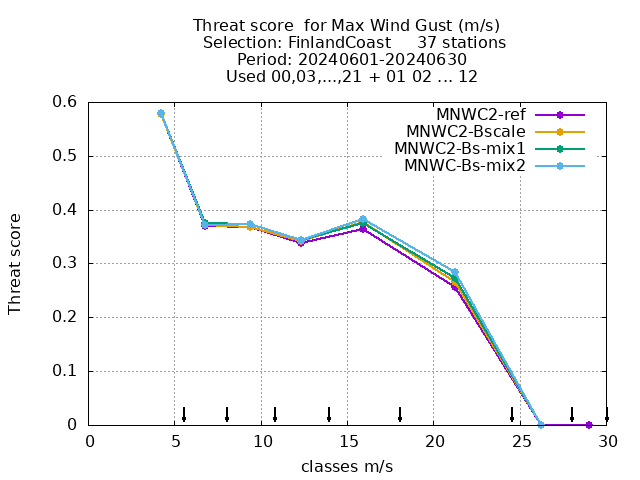 Threat score  for Max Wind Gust (m/s)
Selection: FinlandCoast     37 stations
Period: 20240601-20240630
Used 00,03,...,21 + 01 02 ... 12
MNWC2-ref
MNWC2-Bscale
MNWC2-Bs-mix1
MNWC-Bs-mix2
Threat score
0.6
0.5
0.4
0.3
0.2
0.1
0
0 5 10 15 20 25 30
classes m/s